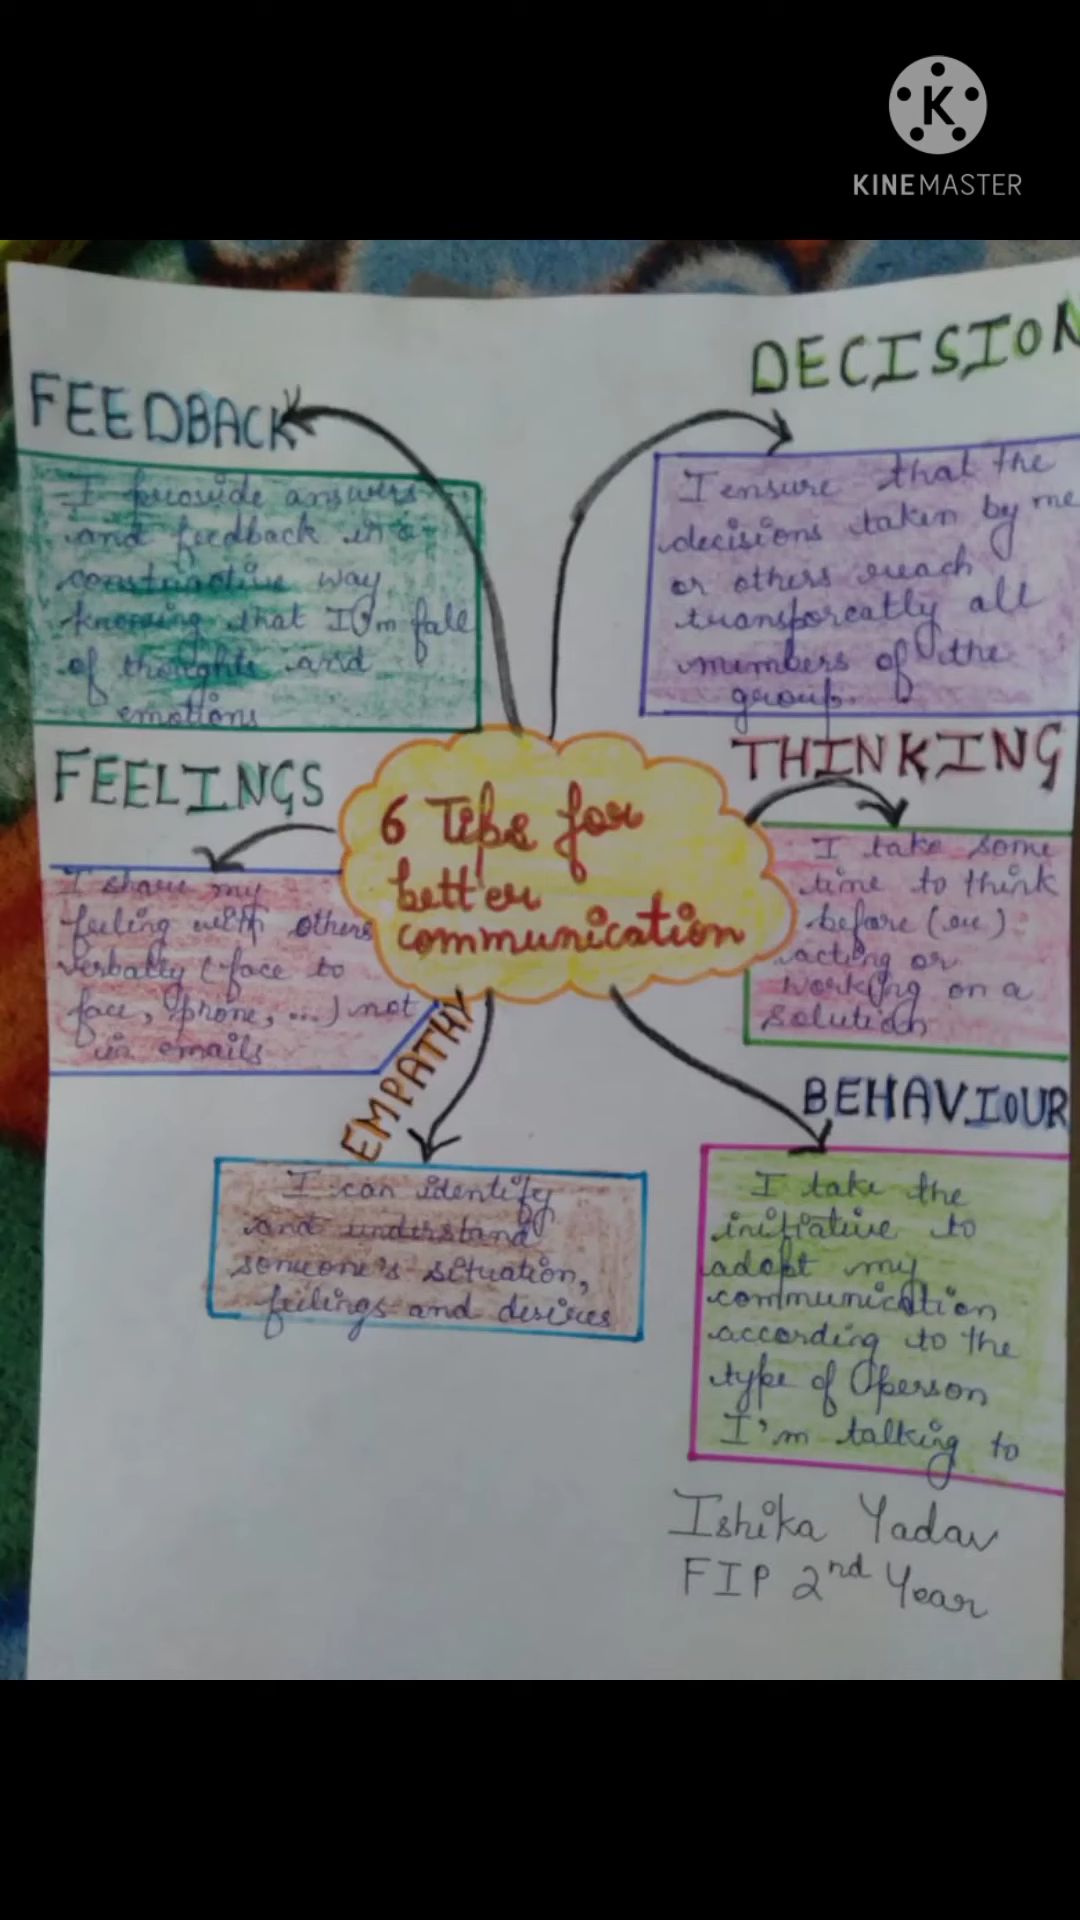 KINEMASTER
FEEDBACK
I provide answers
and feedback in a
constructive way
knowing that I'm full
of thoughts and
emotions
DECISION
I ensure that the
decisions taken by me
or others reach
transpореatly all
members of the
group.
FEELINGS
I share my
feeling with others
verbally (face to
face, phone, ...) not
in emails
6 Tips for
better
communication
THINKING
I take some
time to think
before (re)
acting or
working on a
solution
EMPATHY
I can identify
and understand
someone's situation,
feelings and desires
BEHAVIOUR
I take the
initiative to
adopt my
communication
according to the
type of person
I'm talking to
Ishika Yadav
FIP 2nd Year